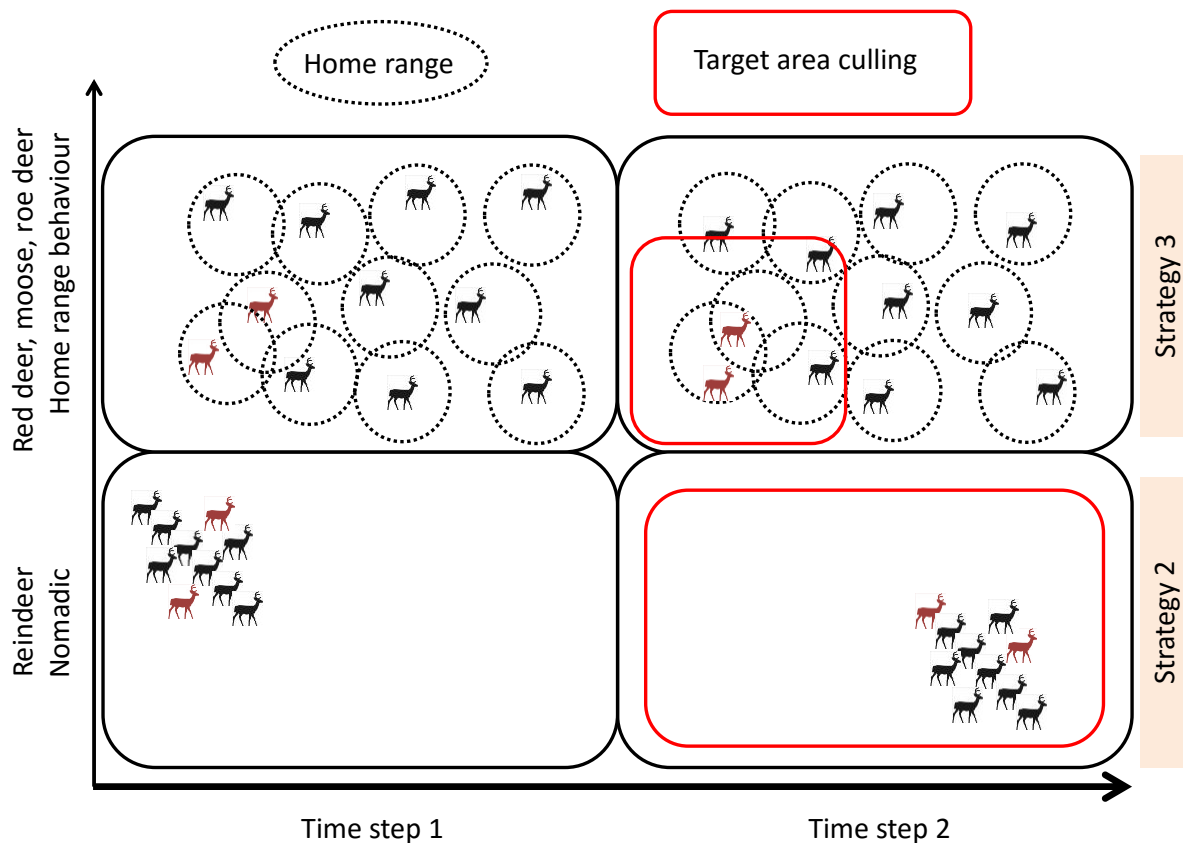 Home range
Target area culling
Red deer, moose, roe deer
Home range behaviour
Strategy 3
Reindeer
Nomadic
Strategy 2
Time step 1
Time step 2